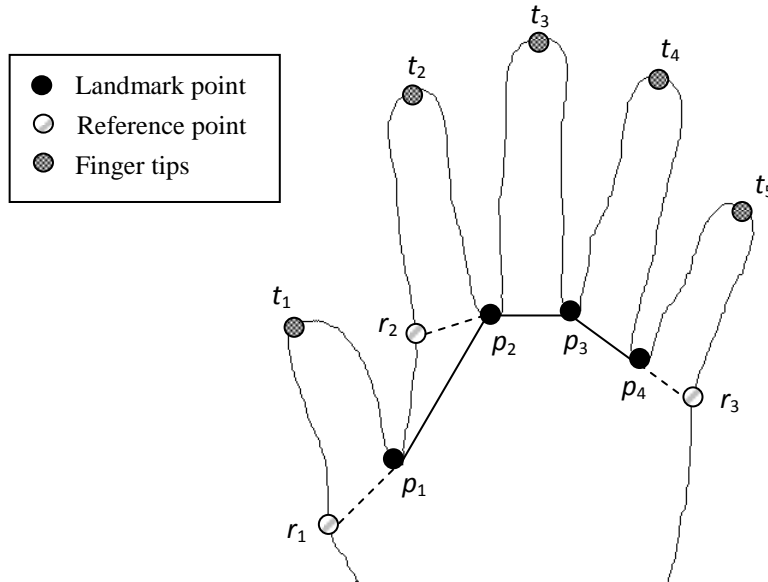 t3
t4
t2
Landmark point
Reference point
Finger tips
t5
t1
r2
p2
p3
p4
r3
p1
r1